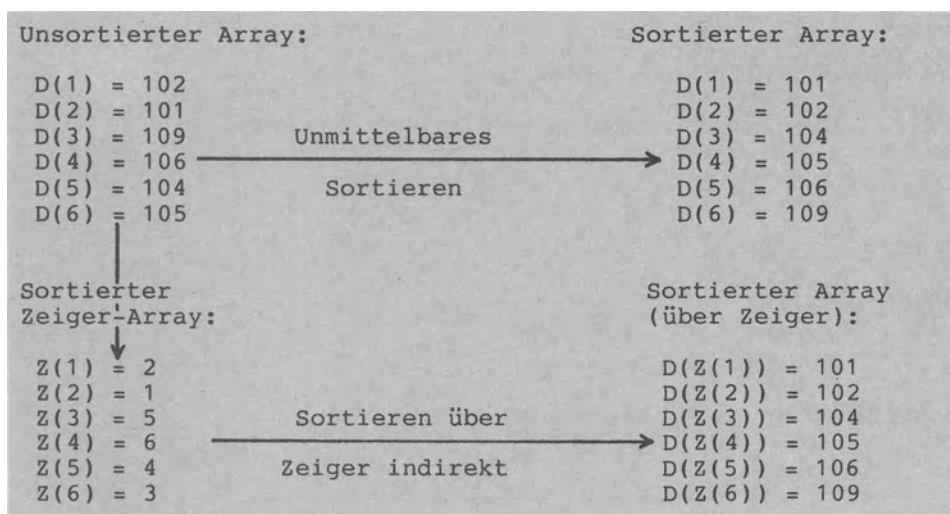 Unsortierter Array:
D(1) = 102
D(2) = 101
D(3) = 109
D(4) = 106
D(5) = 104
D(6) = 105
Unmittelbares
Sortieren
Sortierter Array:
D(1) = 101
D(2) = 102
D(3) = 104
D(4) = 105
D(5) = 106
D(6) = 109
Sortierter
Zeiger-Array:
Z(1) = 2
Z(2) = 1
Z(3) = 5
Z(4) = 6
Z(5) = 4
Z(6) = 3
Sortieren über
Zeiger indirekt
Sortierter Array
(über Zeiger):
D(Z(1)) = 101
D(Z(2)) = 102
D(Z(3)) = 104
D(Z(4)) = 105
D(Z(5)) = 106
D(Z(6)) = 109